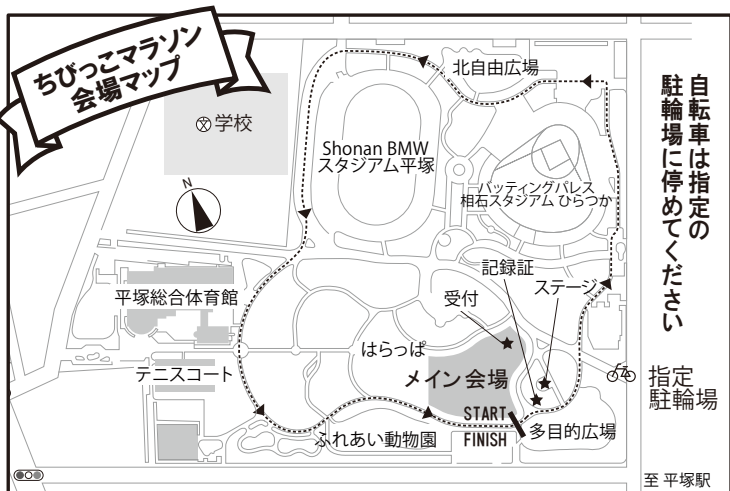 ちびっこマラソン
会場マップ
北自由広場
学校
Shonan BMW
スタジアム平塚
バッティングパレス
相石スタジアム ひらつか
N
自転車は指定の
駐輪場に停めてください
記録証
ステージ
受付
平塚総合体育館
はらっぱ
テニスコート
メイン会場
指定
駐輪場
START
FINISH
多目的広場
ふれあい動物園
至 平塚駅